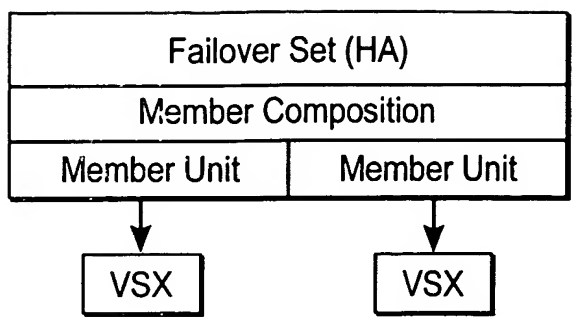 Failover Set (HA)
Member Composition
Member Unit Member Unit
VSX VSX